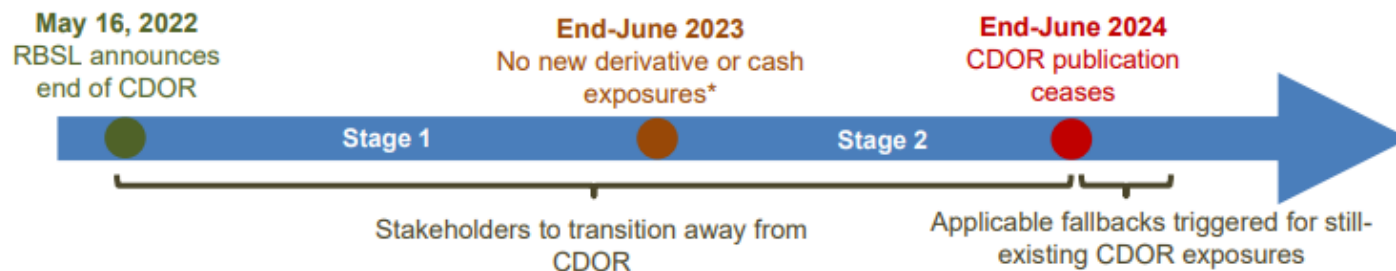 May 16, 2022
RBSL announces
end of CDOR
End-June 2023
No new derivative or cash
exposures*
End-June 2024
CDOR publication
ceases
Stage 1
Stage 2
Stakeholders to transition away from
CDOR
Applicable fallbacks triggered for still-
existing CDOR exposures